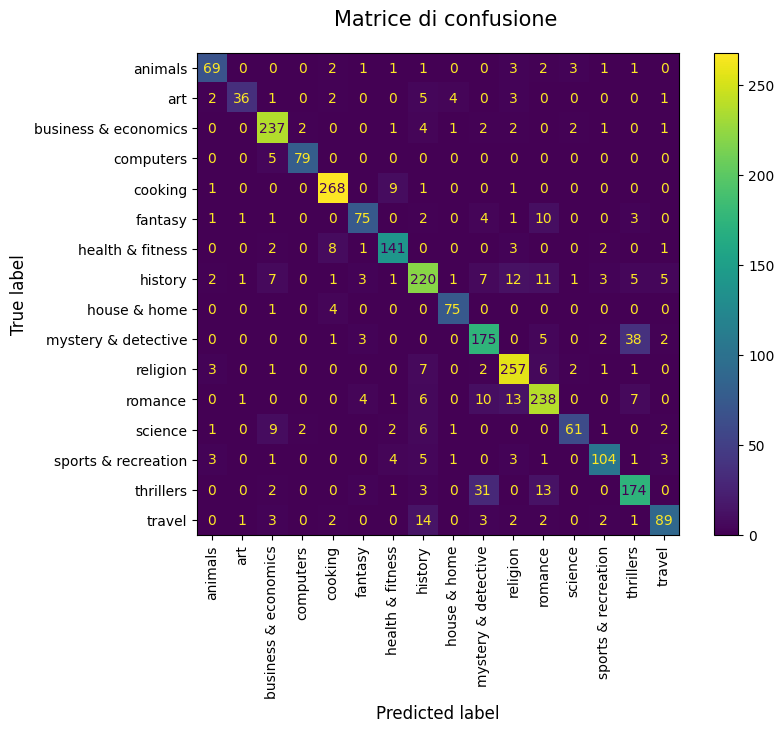 Matrice di confusione
True label
animals 69 0 0 0 2 1 1 1 0 0 3 2 3 1 1 0
art 2 36 1 0 2 0 0 5 4 0 3 0 0 0 0 1
business & economics 0 0 237 2 0 0 1 4 1 2 2 0 2 1 0 1
computers 0 0 5 79 0 0 0 0 0 0 0 0 0 0 0 0
cooking 1 0 0 0 268 0 9 1 0 0 1 0 0 0 0 0
fantasy 1 1 1 0 0 75 0 2 0 4 1 10 0 0 3 0
health & fitness 0 0 2 0 8 1 141 0 0 0 3 0 0 2 0 1
history 2 1 7 0 1 3 1 220 1 7 12 11 1 3 5 5
house & home 0 0 1 0 4 0 0 0 75 0 0 0 0 0 0 0
mystery & detective 0 0 0 0 1 3 0 0 0 175 0 5 0 2 38 2
religion 3 0 1 0 0 0 0 7 0 2 257 6 2 1 1 0
romance 0 1 0 0 0 4 1 6 0 10 13 238 0 0 7 0
science 1 0 9 2 0 0 2 6 1 0 0 0 61 1 0 2
sports & recreation 3 0 1 0 0 0 4 5 1 0 3 1 0 104 1 3
thrillers 0 0 2 0 0 3 1 3 0 31 0 13 0 0 174 0
travel 0 1 3 0 2 0 0 14 0 3 2 2 0 2 1 89
animals
art
business & economics
computers
cooking
fantasy
health & fitness
history
house & home
mystery & detective
religion
romance
science
sports & recreation
thrillers
travel
Predicted label
250
200
150
100
50
0